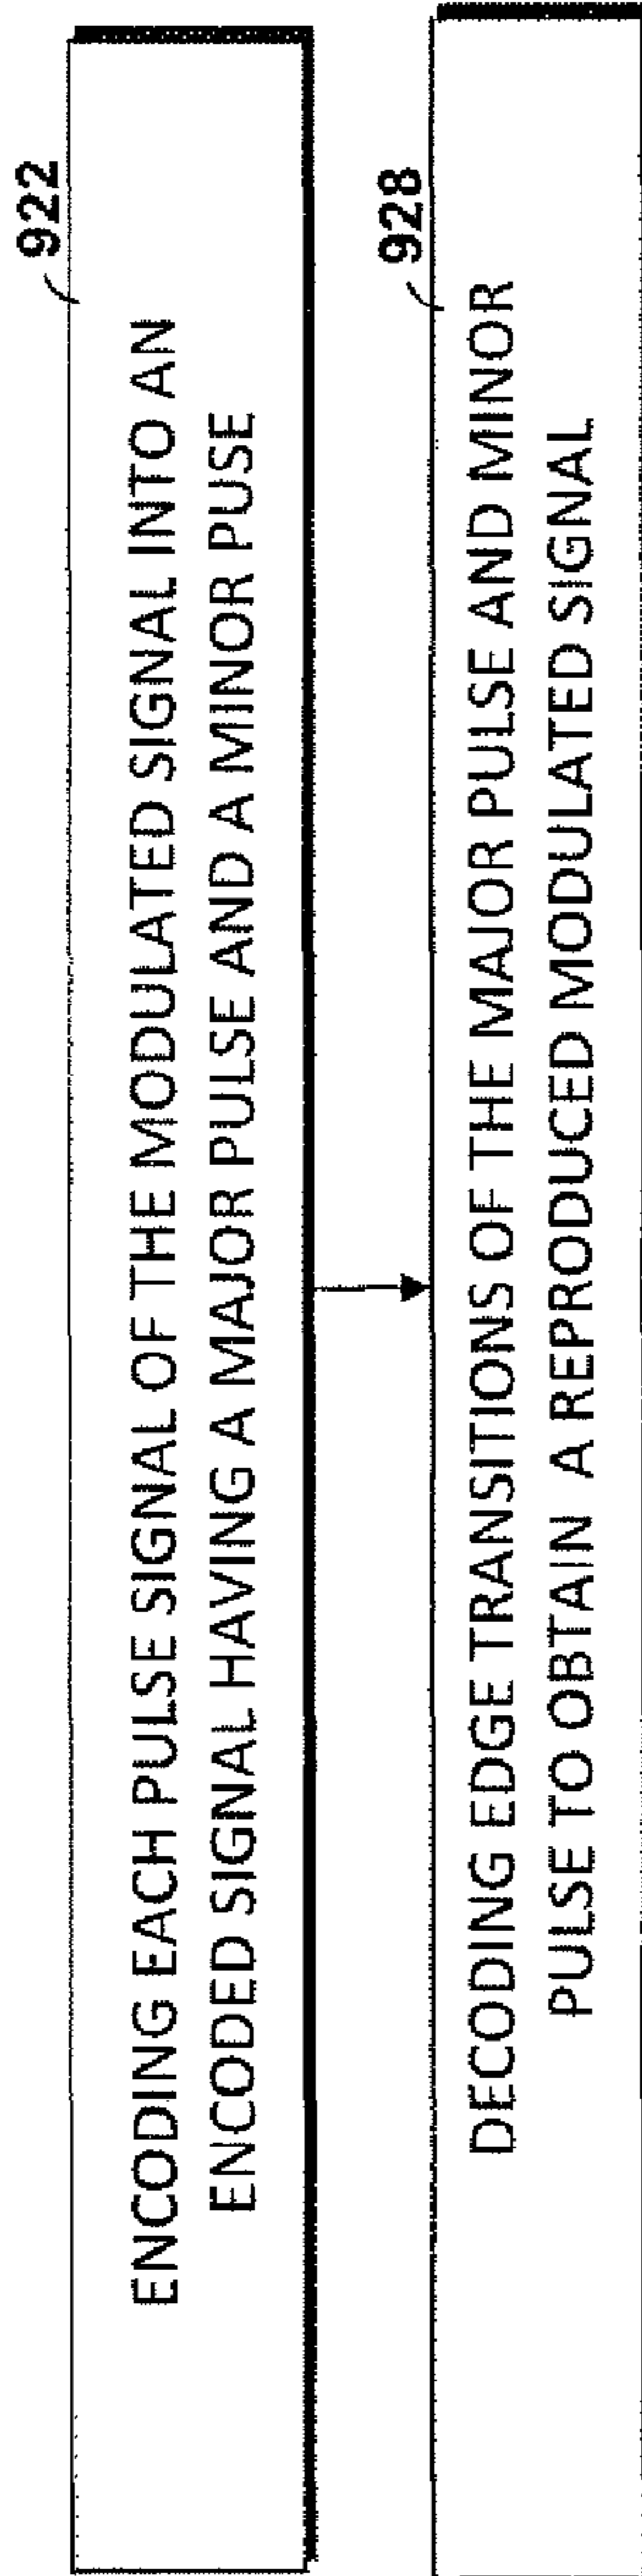 922
ENCODING EACH PULSE SIGNAL OF THE MODULATED SIGNAL INTO AN
ENCODED SIGNAL HAVING A MAJOR PULSE AND A MINOR PUSE
928
DECODING EDGE TRANSITIONS OF THE MAJOR PULSE AND MINOR
PULSE TO OBTAIN A REPRODUCED MODULATED SIGNAL